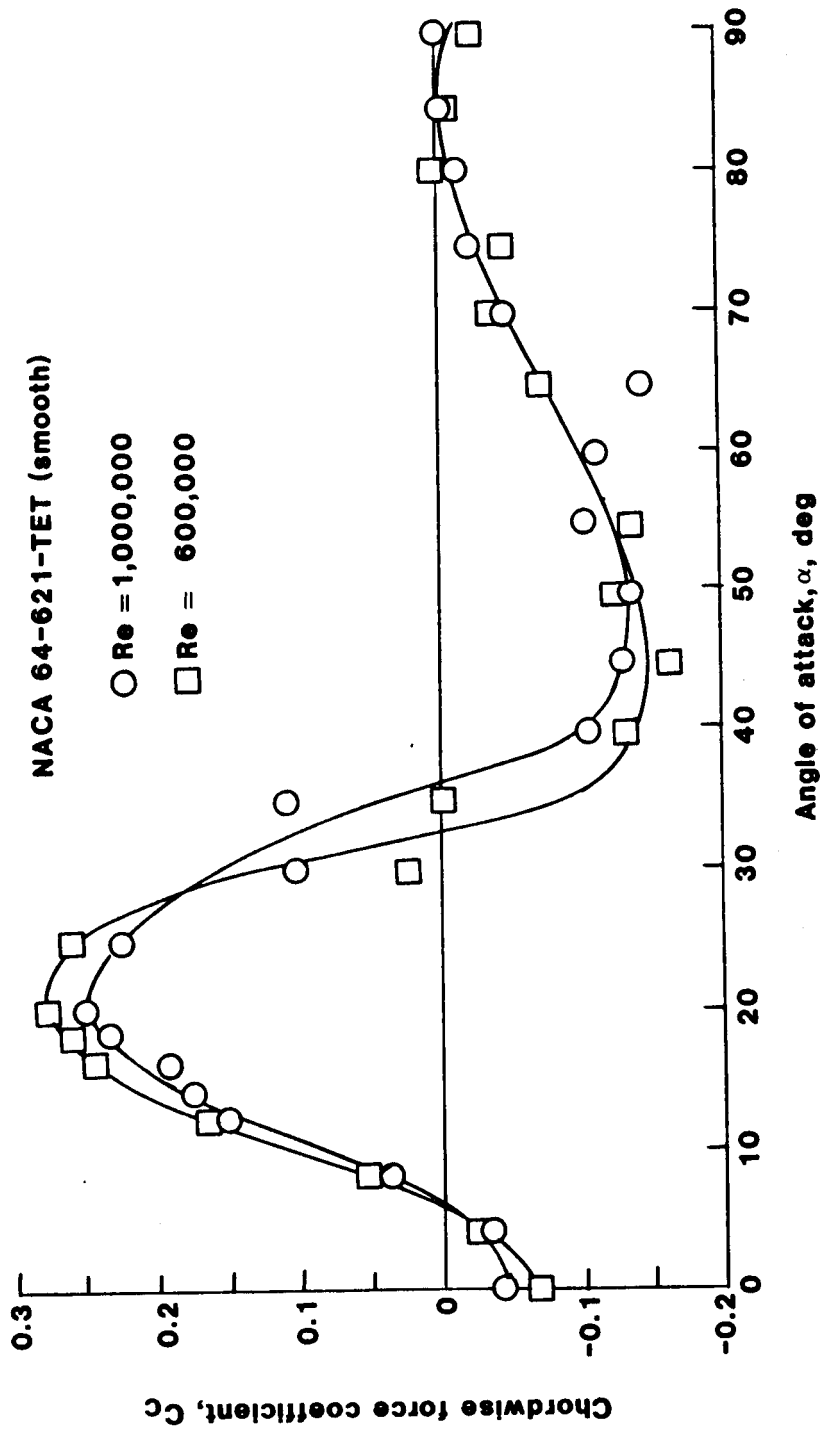 NACA 64-621-TET (smooth)
Re = 1,000,000
Re = 600,000
Chordwise force coefficient, Cc
0.3
0.2
0.1
0
-0.1
-0.2
0 10 20 30 40 50 60 70 80 90
Angle of attack, α, deg